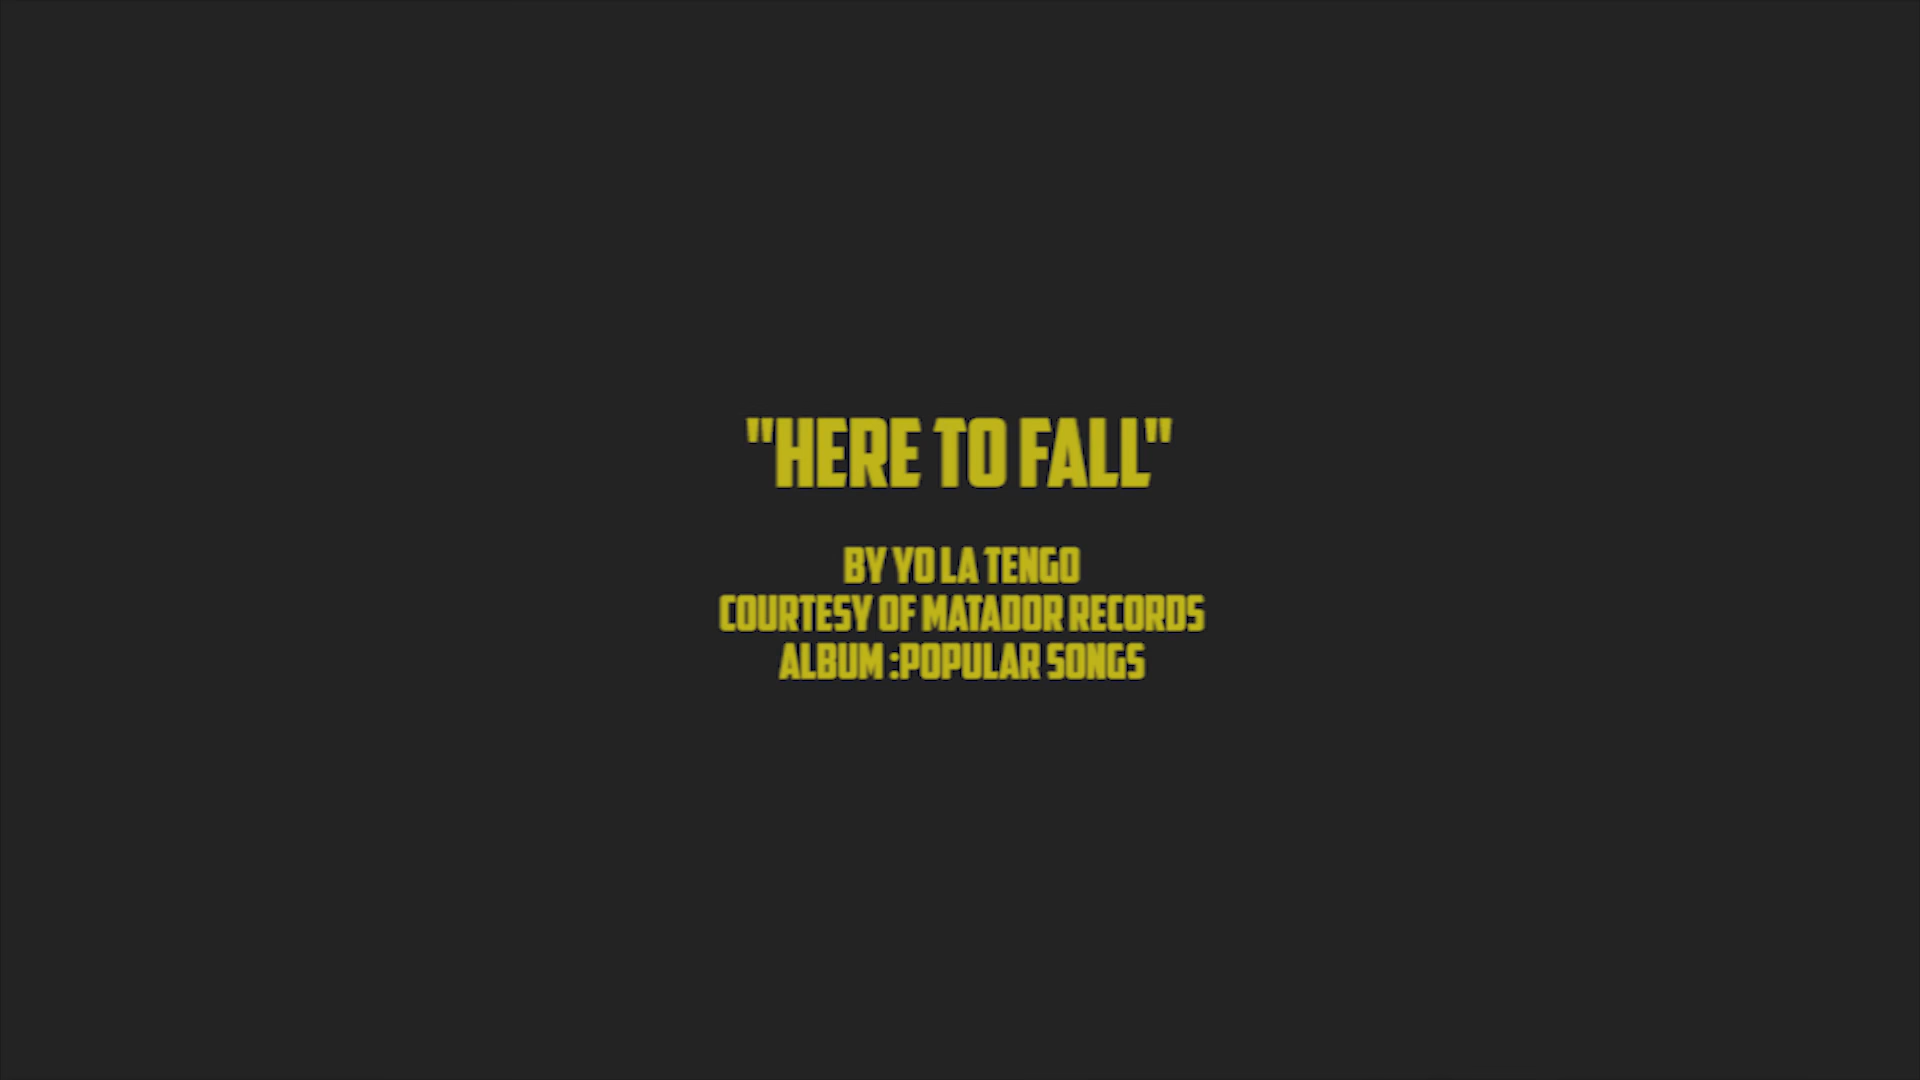 "HERE TO FALL"
BY YO LA TENGO
COURTESY OF MATADOR RECORDS
ALBUM :POPULAR SONGS